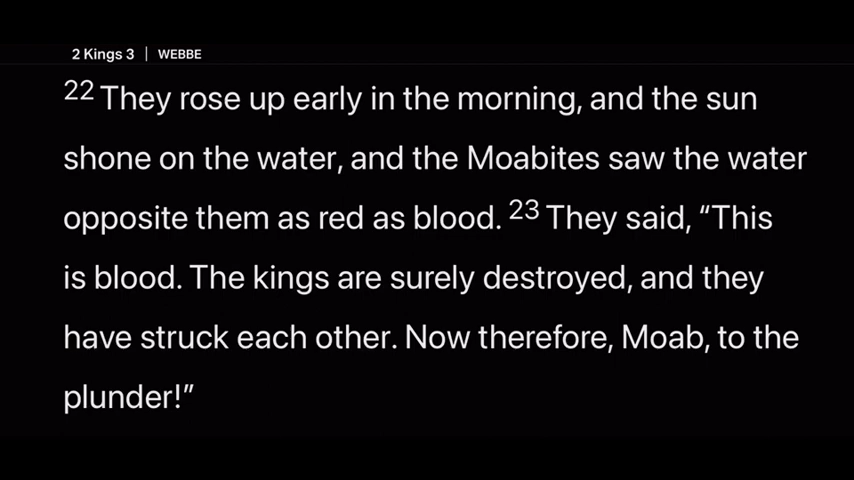 2 Kings 3 | WEBBE
22 They rose up early in the morning, and the sun
shone on the water, and the Moabites saw the water
opposite them as red as blood. 23 They said, “This
is blood. The kings are surely destroyed, and they
have struck each other. Now therefore, Moab, to the
plunder!”